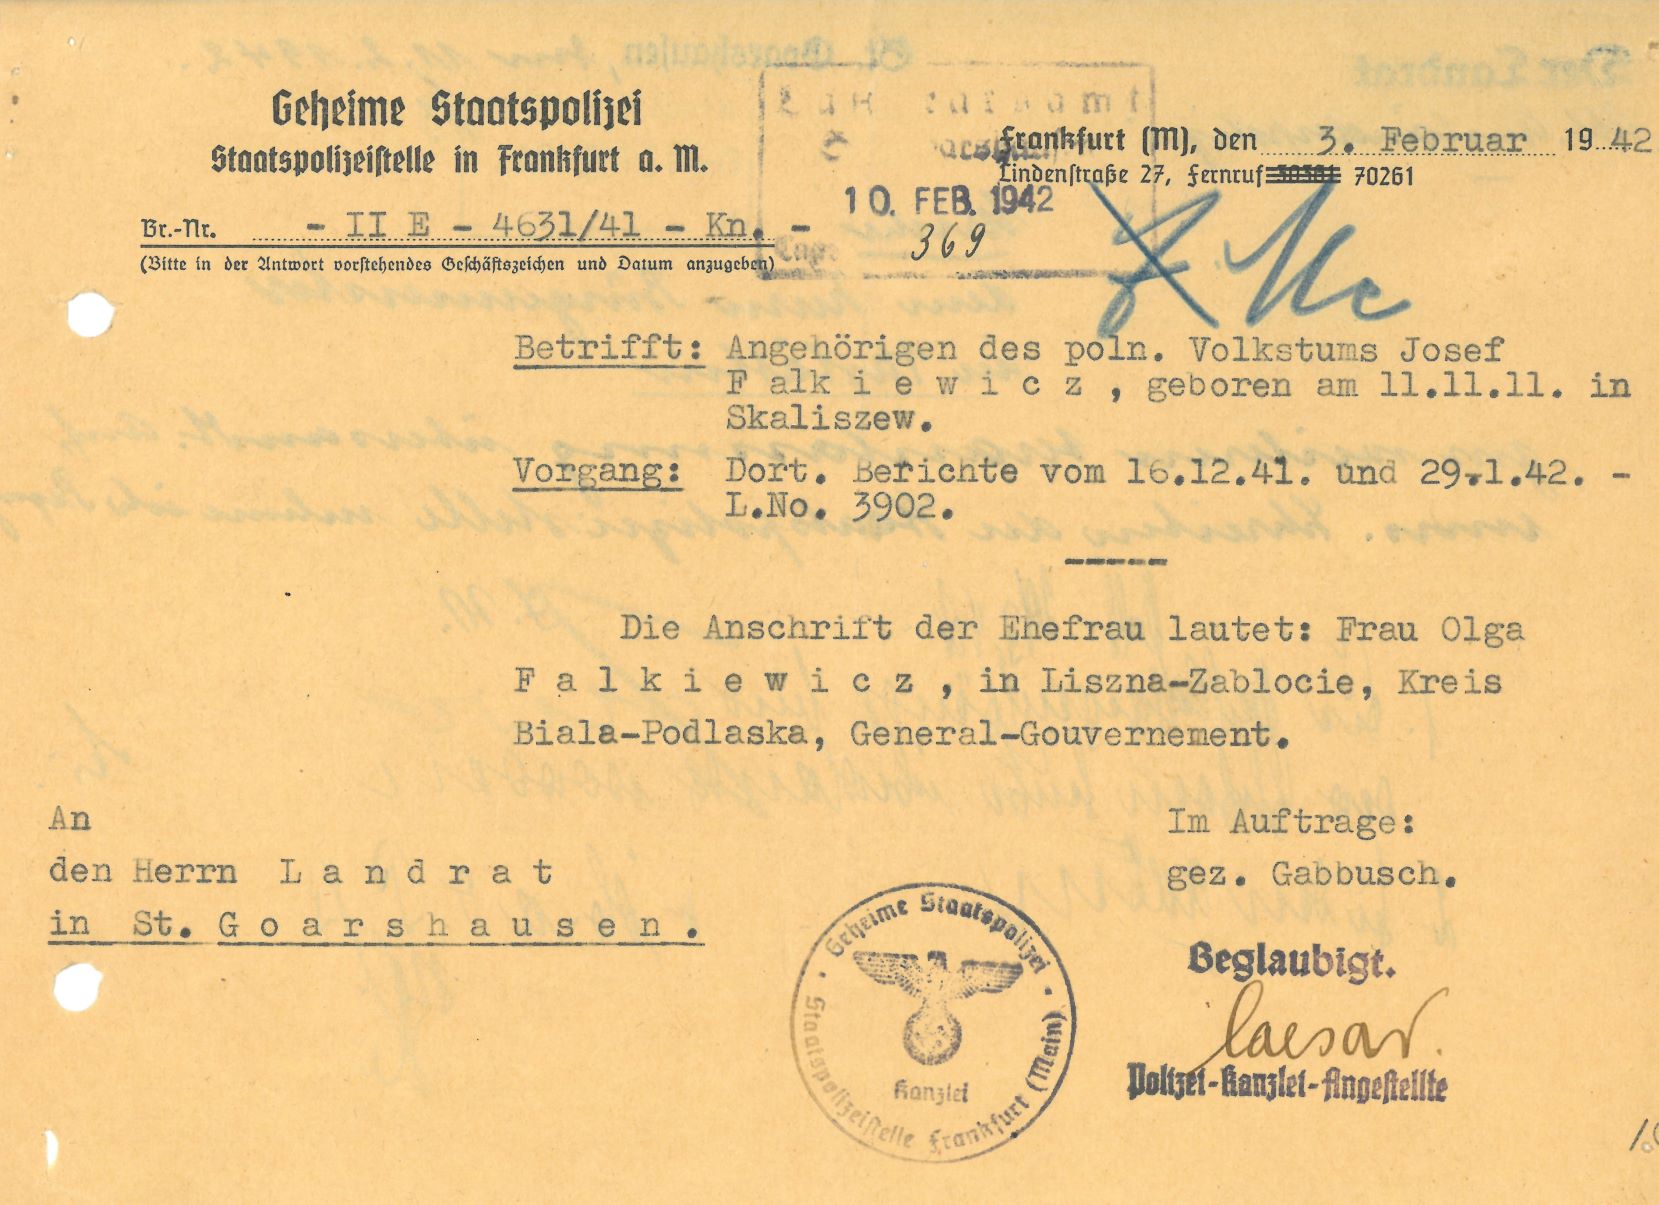 Geheime Staatspolizei
Staatspolizeistelle in Frankfurt a. M.
Frankfurt (M), den 3. Februar 1942
Lindenstraße 27, Fernruf 30381 70261
10. FEB. 1942
369
Br.-Nr. - II E - 4631/41 - Kn. -
(Bitte in der Antwort vorstehendes Geschäftszeichen und Datum anzugeben)
Betrifft: Angehörigen des poln. Volkstums Josef
F a l k i e w i c z , geboren am 11.11.11. in
Skaliszew.
Vorgang: Dort. Berichte vom 16.12.41. und 29.1.42. -
L.No. 3902.
-----
Die Anschrift der Ehefrau lautet: Frau Olga
F a l k i e w i c z , in Liszna-Zablocie, Kreis
Biala-Podlaska, General-Gouvernement.
An
den Herrn L a n d r a t
in St. G o a r s h a u s e n .
Im Auftrage:
gez. Gabbusch.
Beglaubigt.
Caesar.
Polizei-Kanzlei-Angestellte
Geheime Staatspolizei
Staatspolizeistelle Frankfurt (Main)
Kanzlei